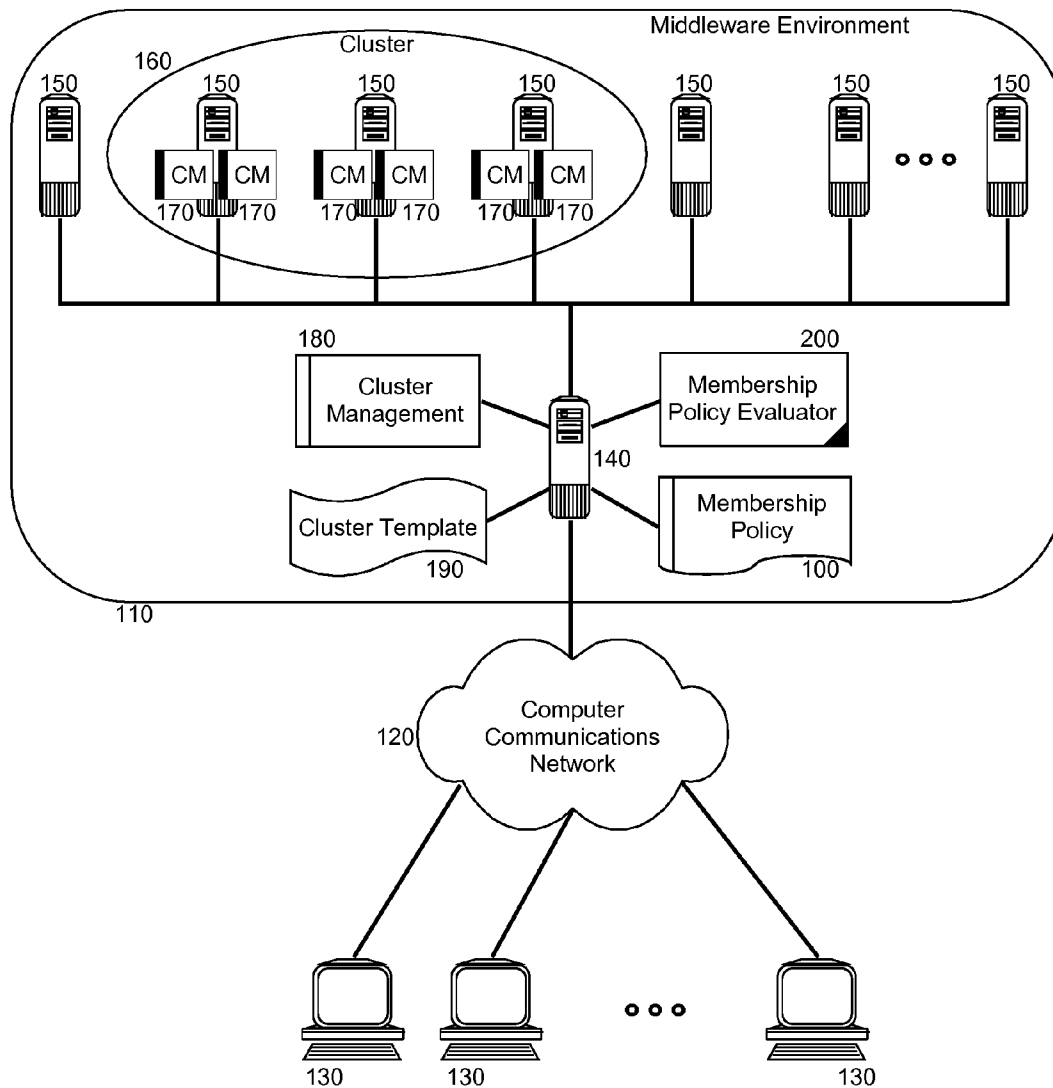 Middleware Environment
Cluster
160
150 150 150 150 150 150 150
CM CM CM CM CM CM
170 170 170 170 170 170
180
200
Cluster
Management
Membership
Policy Evaluator
140
Cluster Template
190
Membership
Policy
100
110
Computer
Communications
Network
120
130 130 130